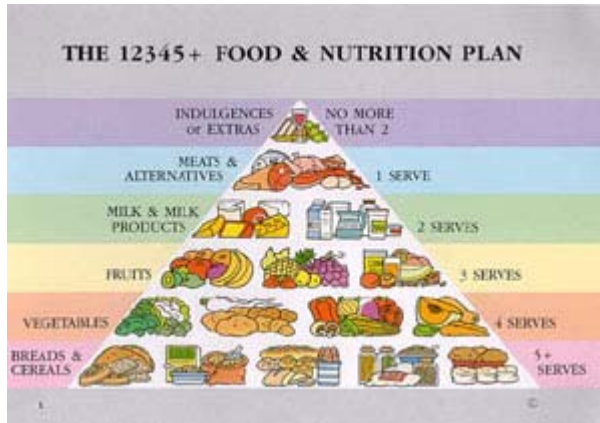 THE 12345+ FOOD & NUTRITION PLAN
INDULGENCES
or EXTRAS
NO MORE
THAN 2
MEATS &
ALTERNATIVES
1 SERVE
MILK & MILK
PRODUCTS
2 SERVES
FRUITS
3 SERVES
VEGETABLES
4 SERVES
BREADS &
CEREALS
5+
SERVES
©